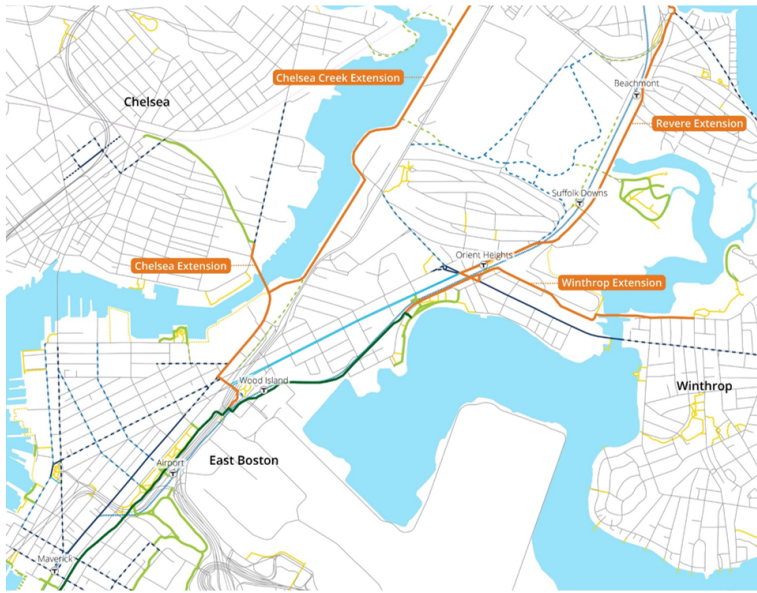 Chelsea Creek Extension
Beachmont
T
Chelsea
Revere Extension
Suffolk Downs
T
Orient Heights
T
Chelsea Extension
Winthrop Extension
Wood Island
T
Winthrop
East Boston
Airport
T
Maverick
T